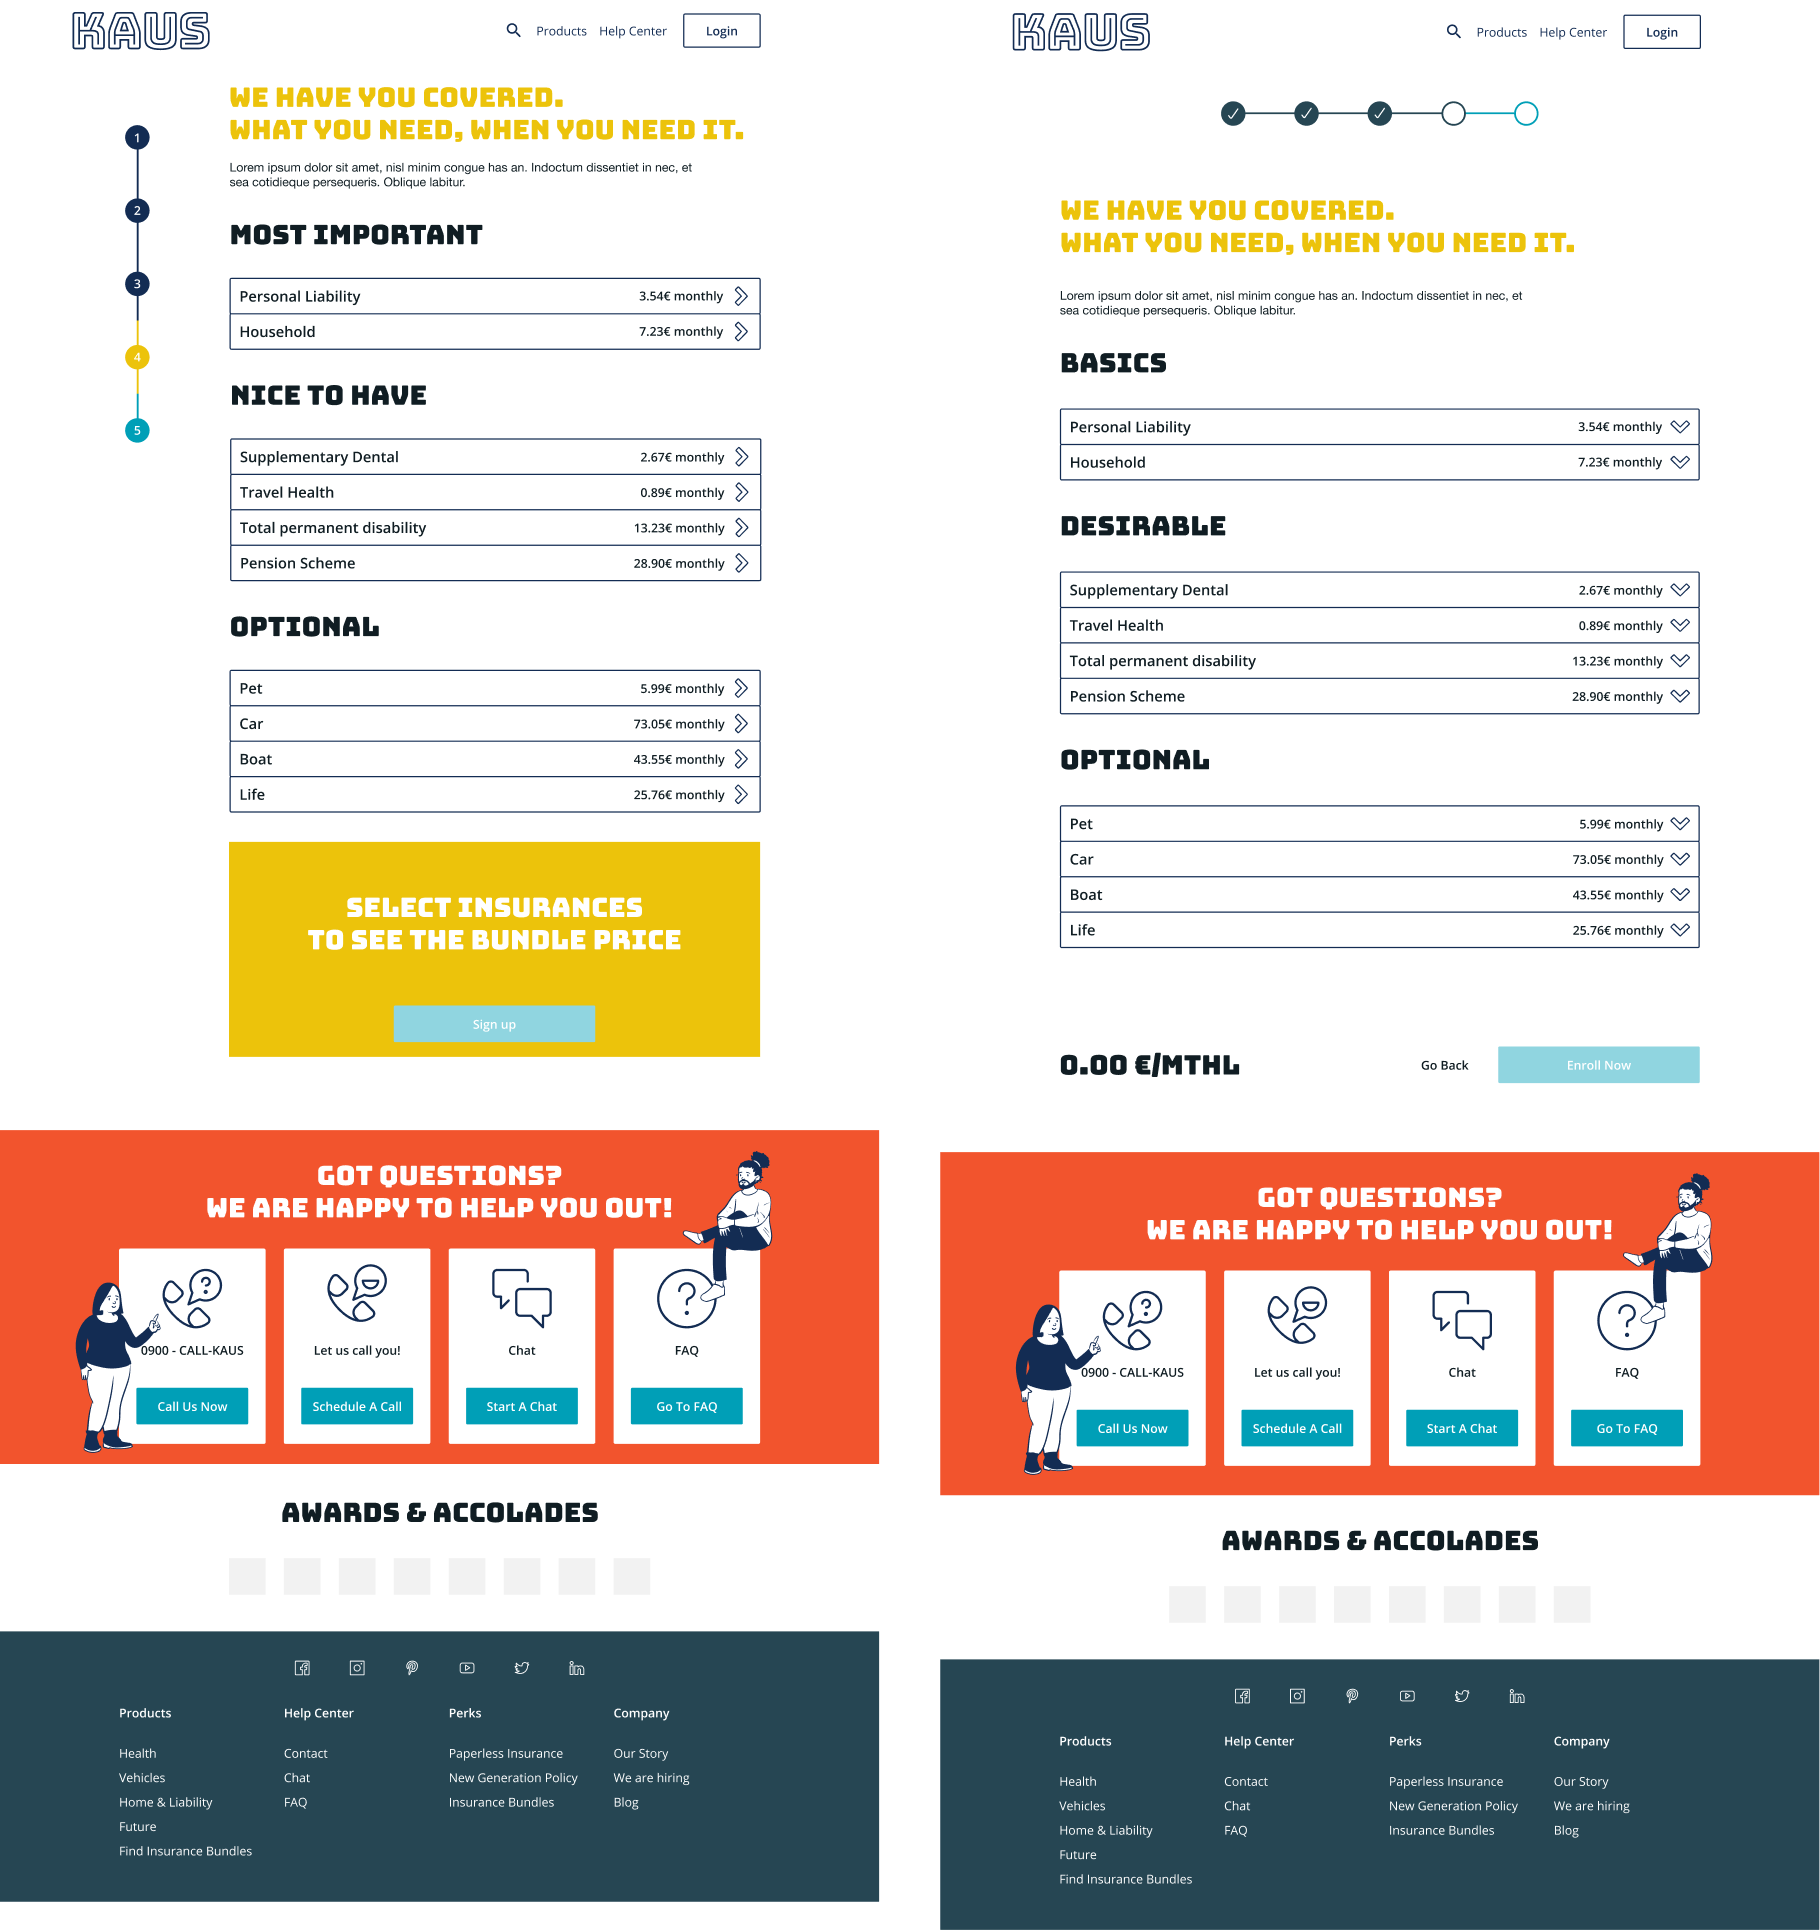 KAUS
Products Help Center Login
WE HAVE YOU COVERED.
WHAT YOU NEED, WHEN YOU NEED IT.
Lorem ipsum dolor sit amet, nisl minim congue has an. Indoctum dissentiet in nec, et
sea cotidieque persequeris. Oblique labitur.
1
2
3
4
5
MOST IMPORTANT
Personal Liability 3.54€ monthly
Household 7.23€ monthly
NICE TO HAVE
Supplementary Dental 2.67€ monthly
Travel Health 0.89€ monthly
Total permanent disability 13.23€ monthly
Pension Scheme 28.90€ monthly
OPTIONAL
Pet 5.99€ monthly
Car 73.05€ monthly
Boat 43.55€ monthly
Life 25.76€ monthly
SELECT INSURANCES
TO SEE THE BUNDLE PRICE
Sign up
GOT QUESTIONS?
WE ARE HAPPY TO HELP YOU OUT!
0900 - CALL-KAUS Let us call you! Chat FAQ
Call Us Now Schedule A Call Start A Chat Go To FAQ
AWARDS & ACCOLADES
Products Help Center Perks Company
Health Contact Paperless Insurance Our Story
Vehicles Chat New Generation Policy We are hiring
Home & Liability FAQ Insurance Bundles Blog
Future
Find Insurance Bundles
KAUS
Products Help Center Login
WE HAVE YOU COVERED.
WHAT YOU NEED, WHEN YOU NEED IT.
Lorem ipsum dolor sit amet, nisl minim congue has an. Indoctum dissentiet in nec, et
sea cotidieque persequeris. Oblique labitur.
BASICS
Personal Liability 3.54€ monthly
Household 7.23€ monthly
DESIRABLE
Supplementary Dental 2.67€ monthly
Travel Health 0.89€ monthly
Total permanent disability 13.23€ monthly
Pension Scheme 28.90€ monthly
OPTIONAL
Pet 5.99€ monthly
Car 73.05€ monthly
Boat 43.55€ monthly
Life 25.76€ monthly
0.00 €/MTHL Go Back Enroll Now
GOT QUESTIONS?
WE ARE HAPPY TO HELP YOU OUT!
0900 - CALL-KAUS Let us call you! Chat FAQ
Call Us Now Schedule A Call Start A Chat Go To FAQ
AWARDS & ACCOLADES
Products Help Center Perks Company
Health Contact Paperless Insurance Our Story
Vehicles Chat New Generation Policy We are hiring
Home & Liability FAQ Insurance Bundles Blog
Future
Find Insurance Bundles